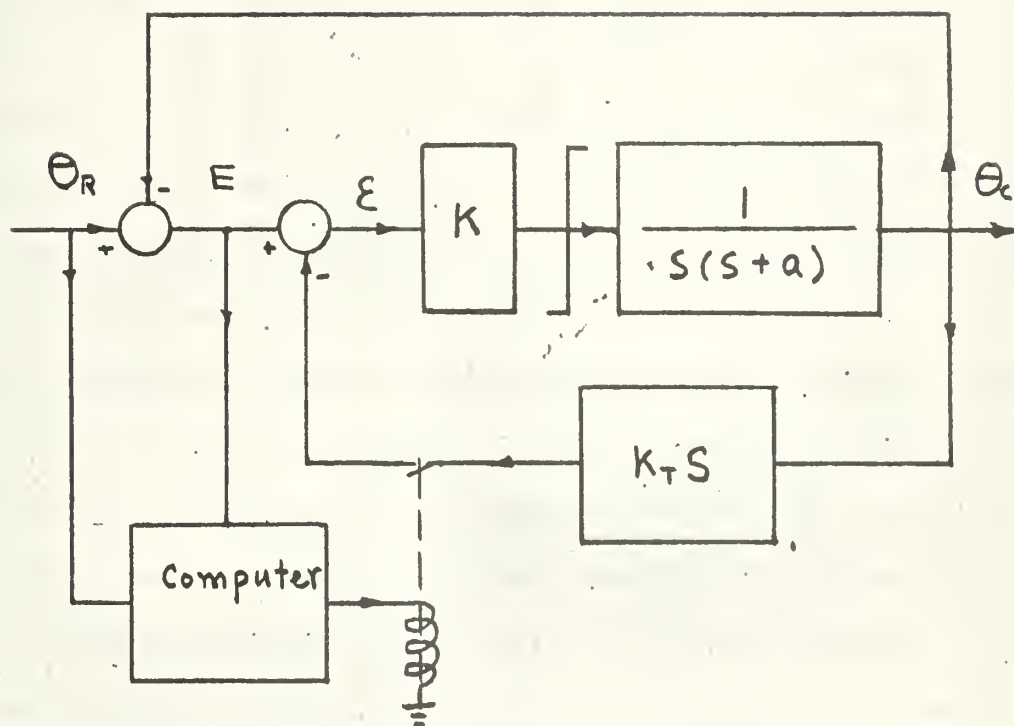 θR
E
ε
K
1
S(S+a)
θc
+
-
+
-
KTS
Computer